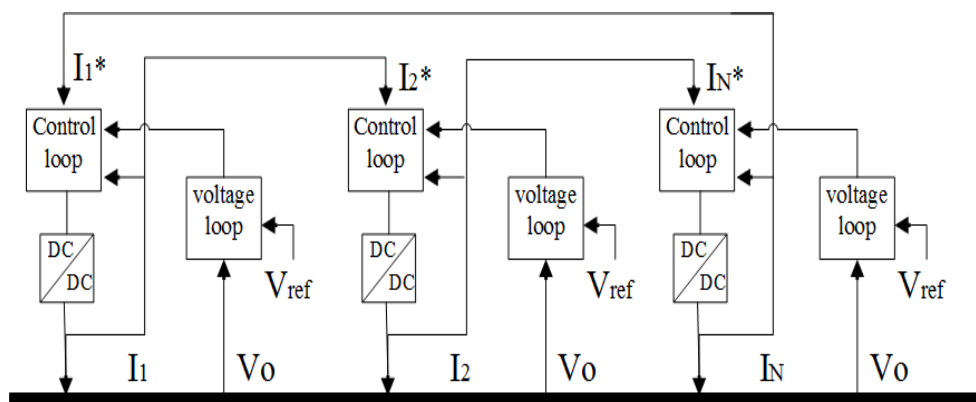 I1*
I2*
IN*
Control
loop
voltage
loop
DC
DC
Vref
I1
Vo
Control
loop
voltage
loop
DC
DC
Vref
I2
Vo
Control
loop
voltage
loop
DC
DC
Vref
IN
Vo